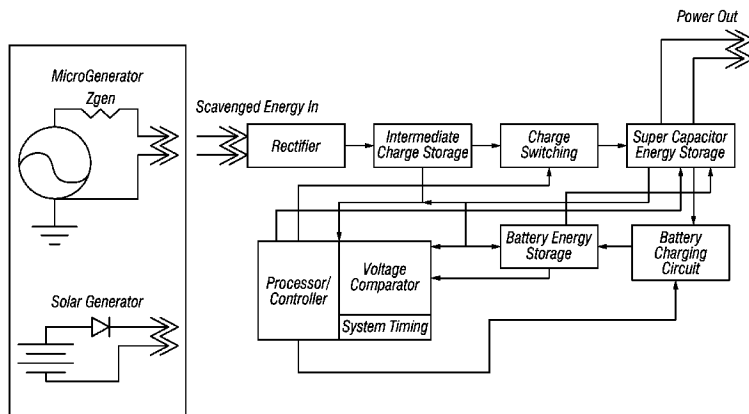 Power Out
MicroGenerator
Zgen
Scavenged Energy In
Rectifier
Intermediate
Charge Storage
Charge
Switching
Super Capacitor
Energy Storage
Processor/
Controller
Voltage
Comparator
System Timing
Battery Energy
Storage
Battery
Charging
Circuit
Solar Generator